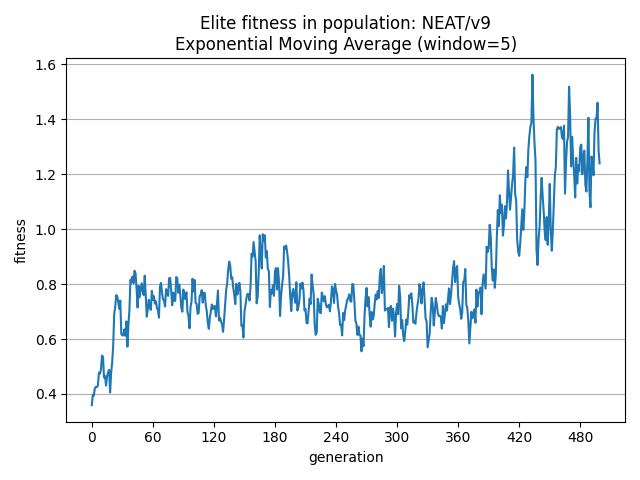 Elite fitness in population: NEAT/v9
Exponential Moving Average (window=5)
1.6
1.4
1.2
1.0
0.8
0.6
0.4
fitness
0 60 120 180 240 300 360 420 480
generation